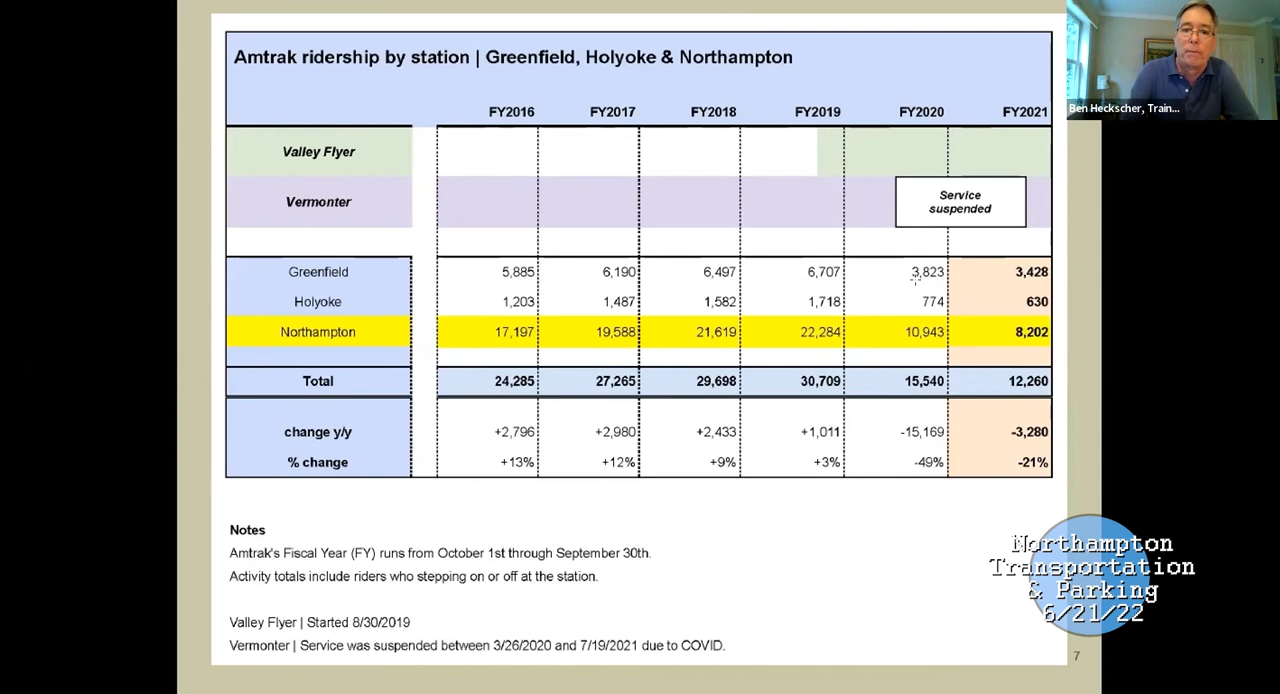 Amtrak ridership by station | Greenfield, Holyoke & Northampton
FY2016 FY2017 FY2018 FY2019 FY2020 FY2021
Valley Flyer
Vermonter
Service
suspended
Greenfield 5,885 6,190 6,497 6,707 3,823 3,428
Holyoke 1,203 1,487 1,582 1,718 774 630
Northampton 17,197 19,588 21,619 22,284 10,943 8,202
Total 24,285 27,265 29,698 30,709 15,540 12,260
change y/y +2,796 +2,980 +2,433 +1,011 -15,169 -3,280
% change +13% +12% +9% +3% -49% -21%
Notes
Amtrak's Fiscal Year (FY) runs from October 1st through September 30th.
Activity totals include riders who stepping on or off at the station.
Valley Flyer | Started 8/30/2019
Vermonter | Service was suspended between 3/26/2020 and 7/19/2021 due to COVID.
7
Ben Heckscher, Train...
Northampton
Transportation
& Parking
6/21/22